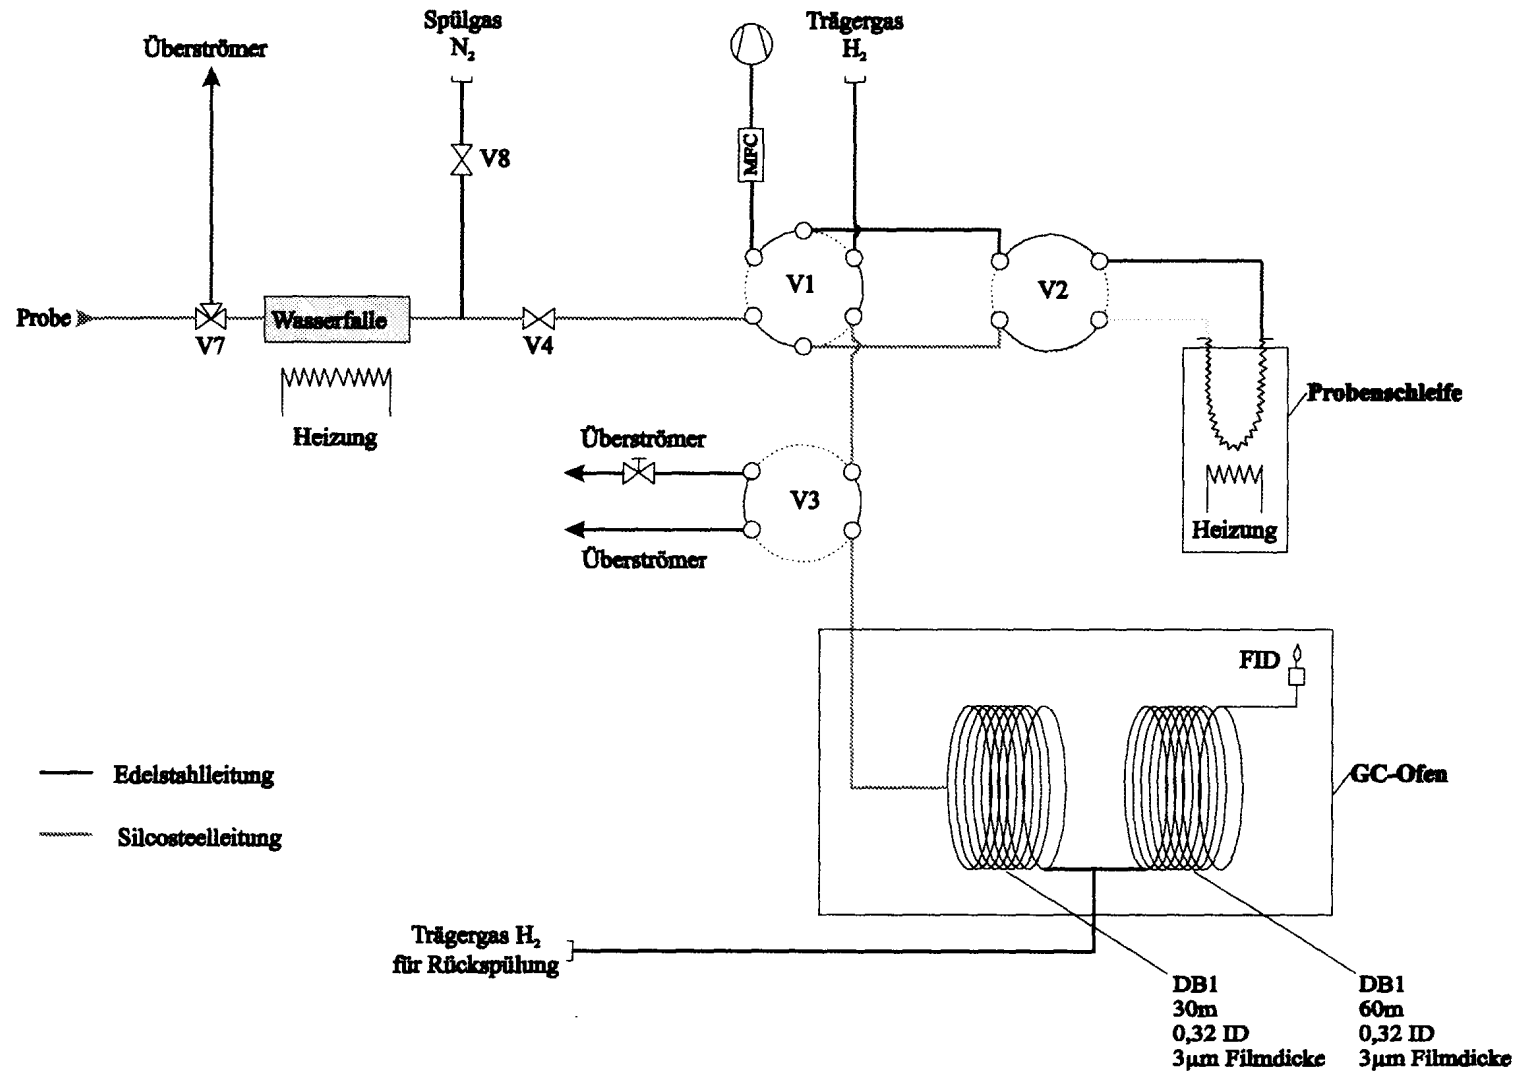 Spülgas
N2
Trägergas
H2
Überströmer
MFC
V8
V1
V2
Probe
Wasserfalle
V7
V4
Heizung
Probenschleife
Überströmer
V3
Überströmer
Heizung
FID
GC-Ofen
Edelstahlleitung
Silcosteelleitung
Trägergas H2
für Rückspülung
DB1
30m
0,32 ID
3µm Filmdicke
DB1
60m
0,32 ID
3µm Filmdicke